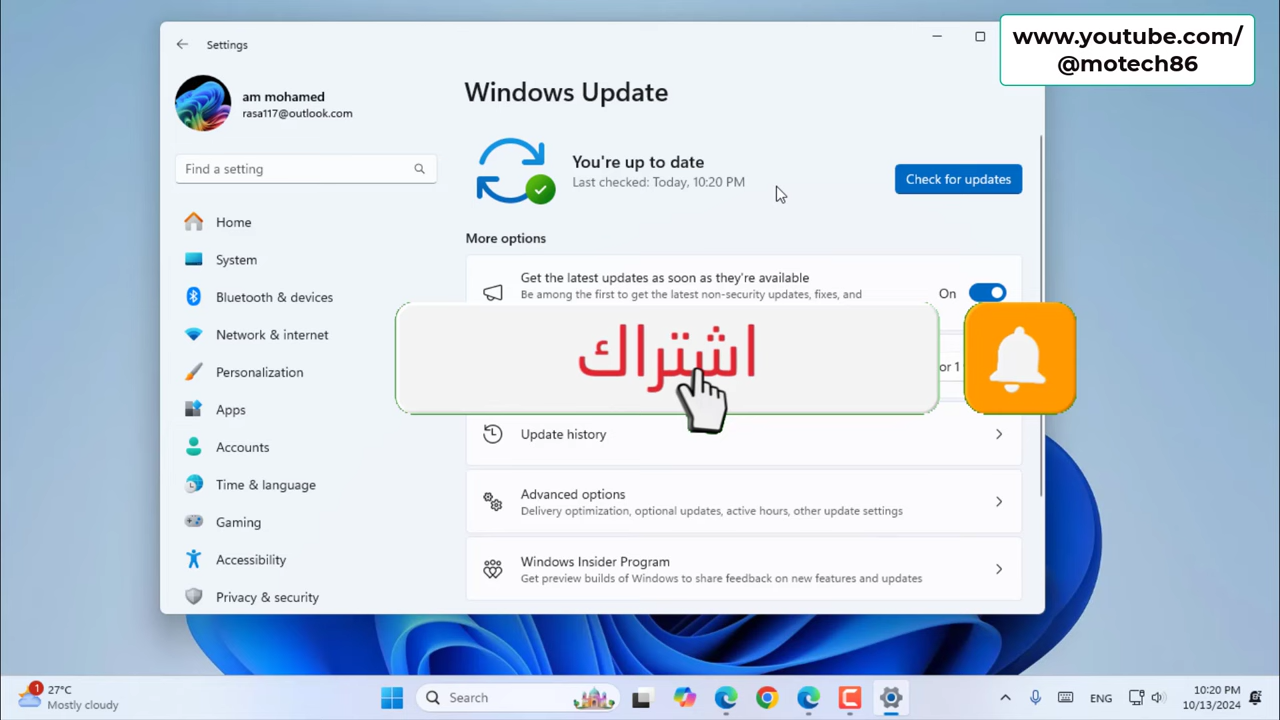 www.youtube.com/
@motech86
Settings
am mohamed
rasa117@outlook.com
Find a setting
Home
System
Bluetooth & devices
Network & internet
Personalization
Apps
Accounts
Time & language
Gaming
Accessibility
Privacy & security
Windows Update
You're up to date
Last checked: Today, 10:20 PM
Check for updates
More options
Get the latest updates as soon as they're available
Be among the first to get the latest non-security updates, fixes, and
On
اشتراك
or 1
Update history
Advanced options
Delivery optimization, optional updates, active hours, other update settings
Windows Insider Program
Get preview builds of Windows to share feedback on new features and updates
1
27°C
Mostly cloudy
Search
ENG
10:20 PM
10/13/2024